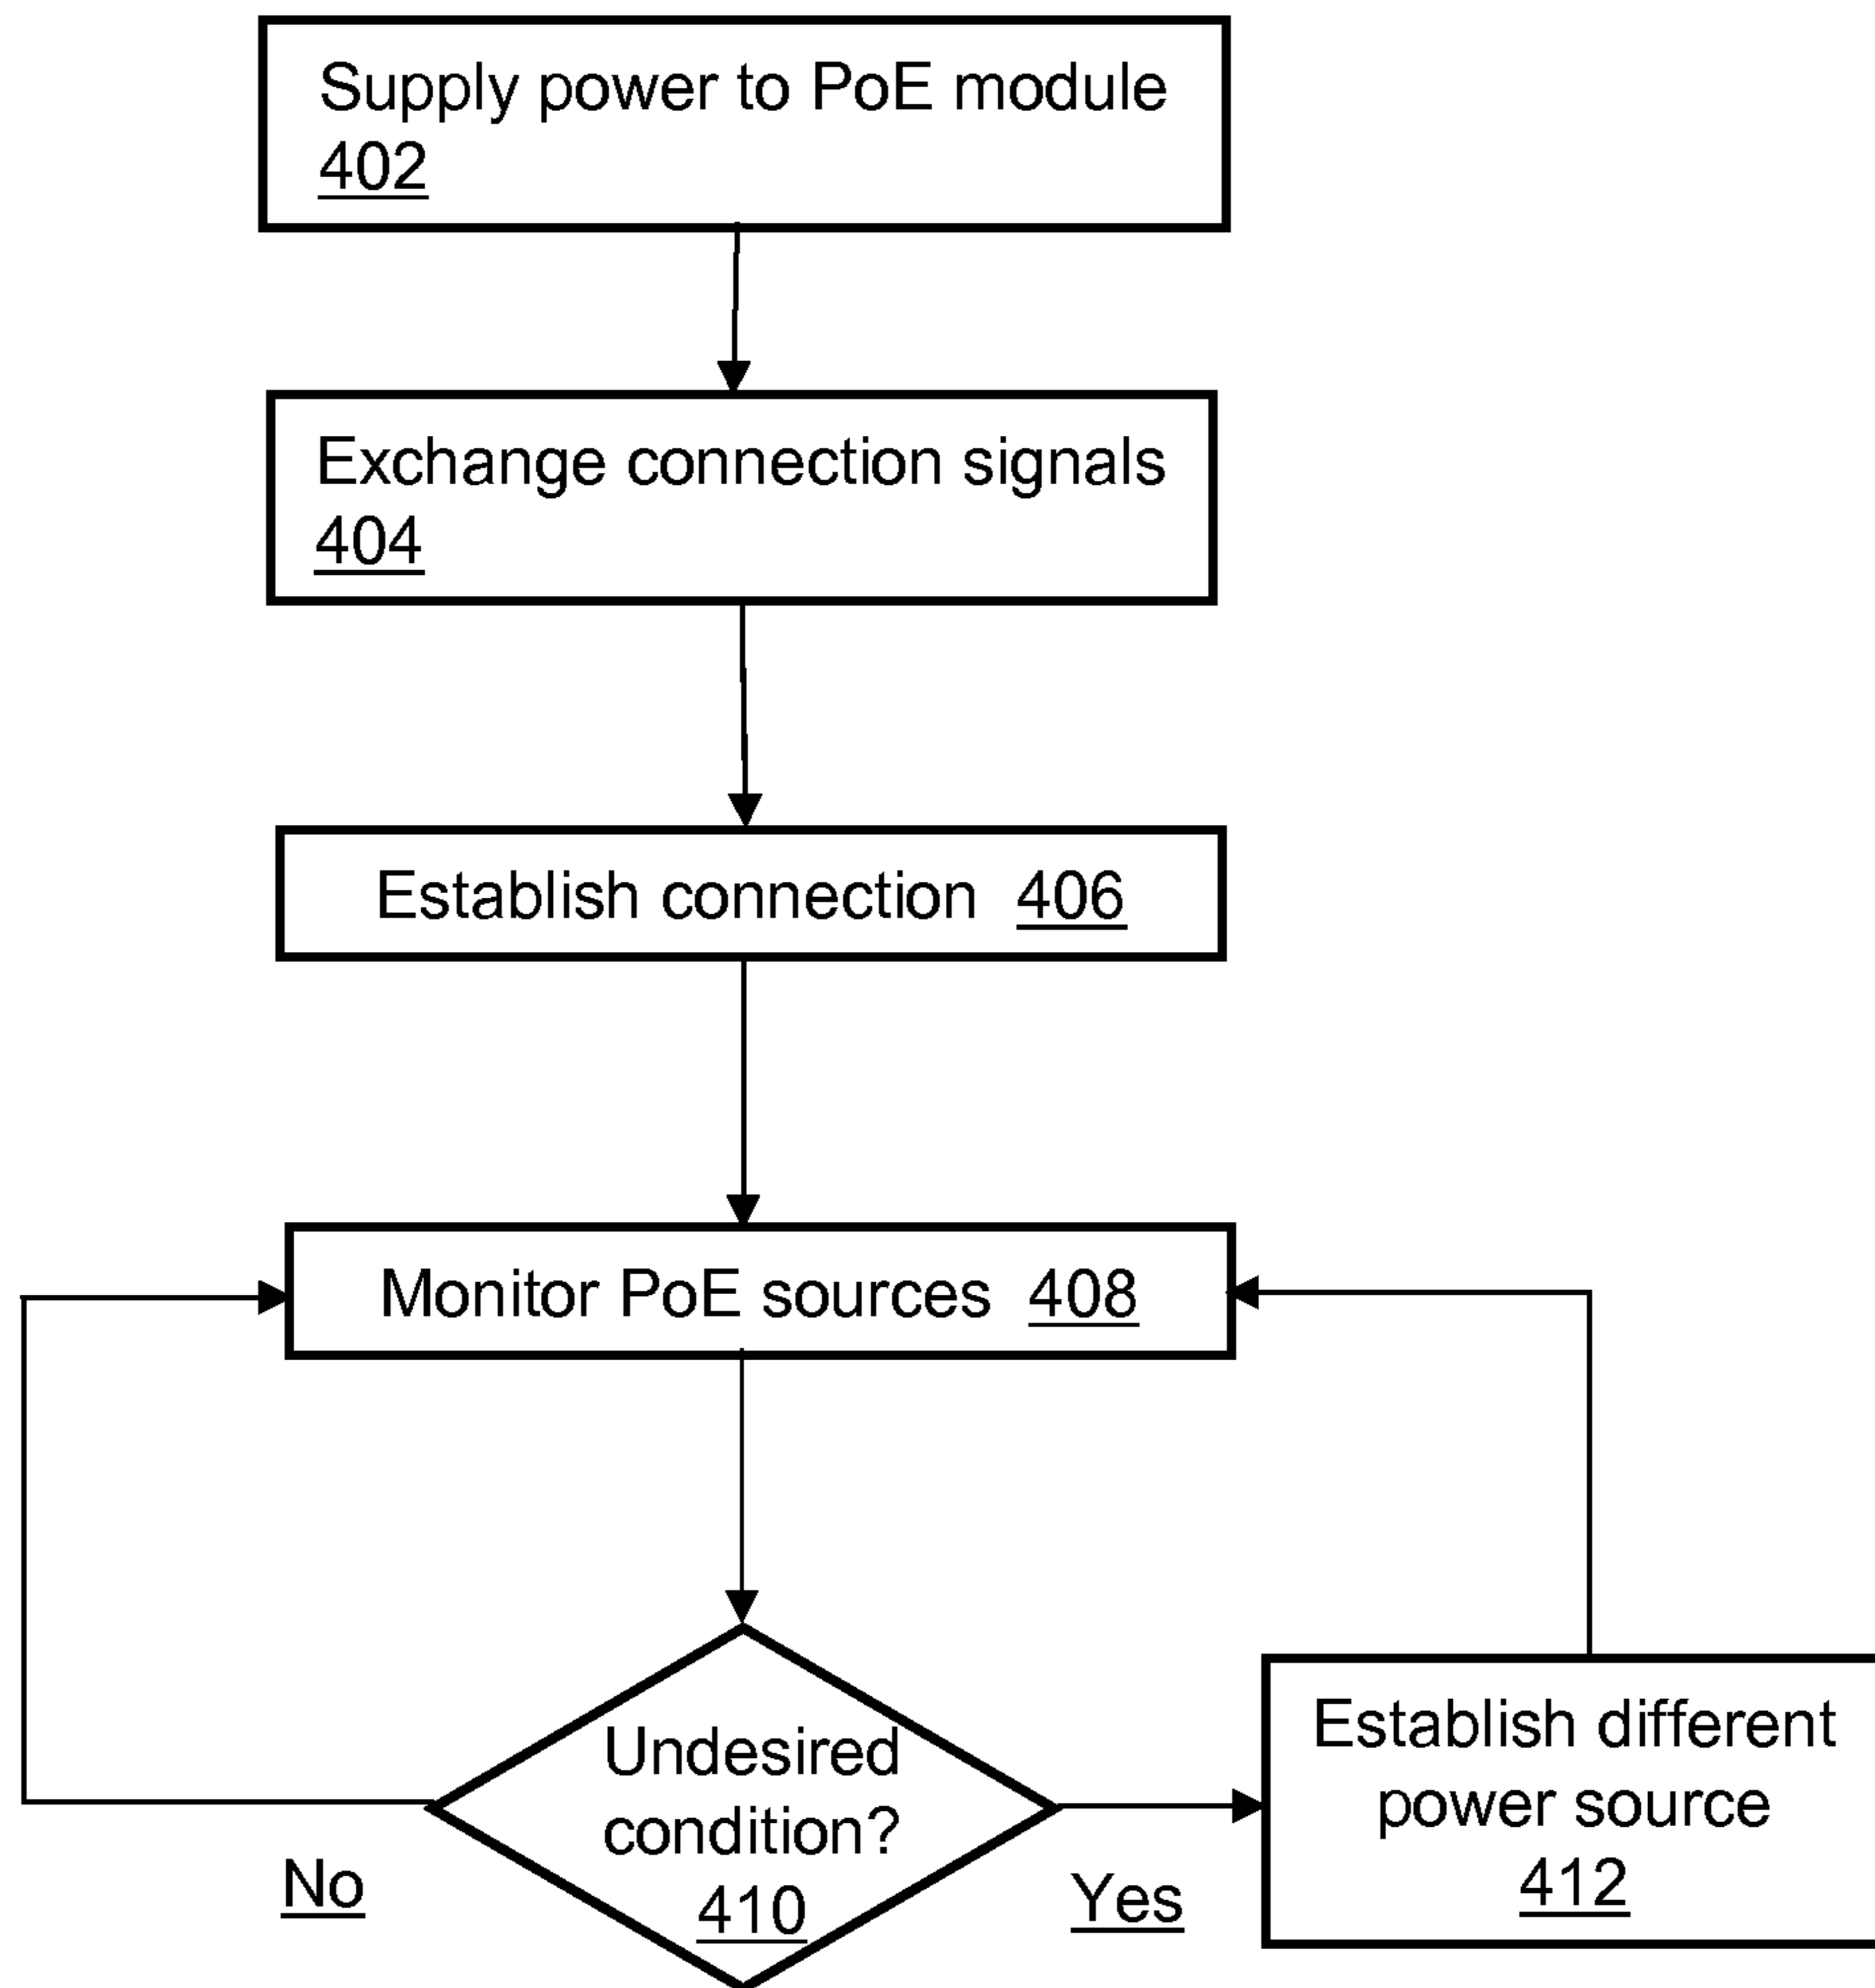 Supply power to PoE module
402
Exchange connection signals
404
Establish connection 406
Monitor PoE sources 408
Undesired
condition?
410
No
Yes
Establish different
power source
412